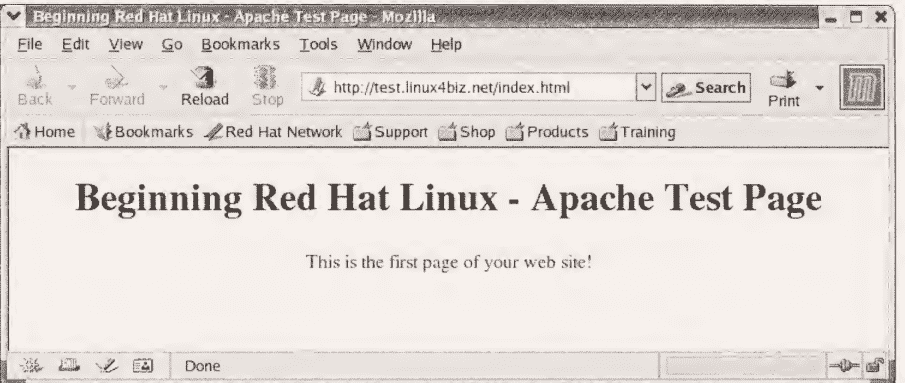 Beginning Red Hat Linux - Apache Test Page - Mozilla
File Edit View Go Bookmarks Tools Window Help
Back Forward Reload Stop http://test.linux4biz.net/index.html Search Print
Home Bookmarks Red Hat Network Support Shop Products Training
Beginning Red Hat Linux - Apache Test Page
This is the first page of your web site!
Done